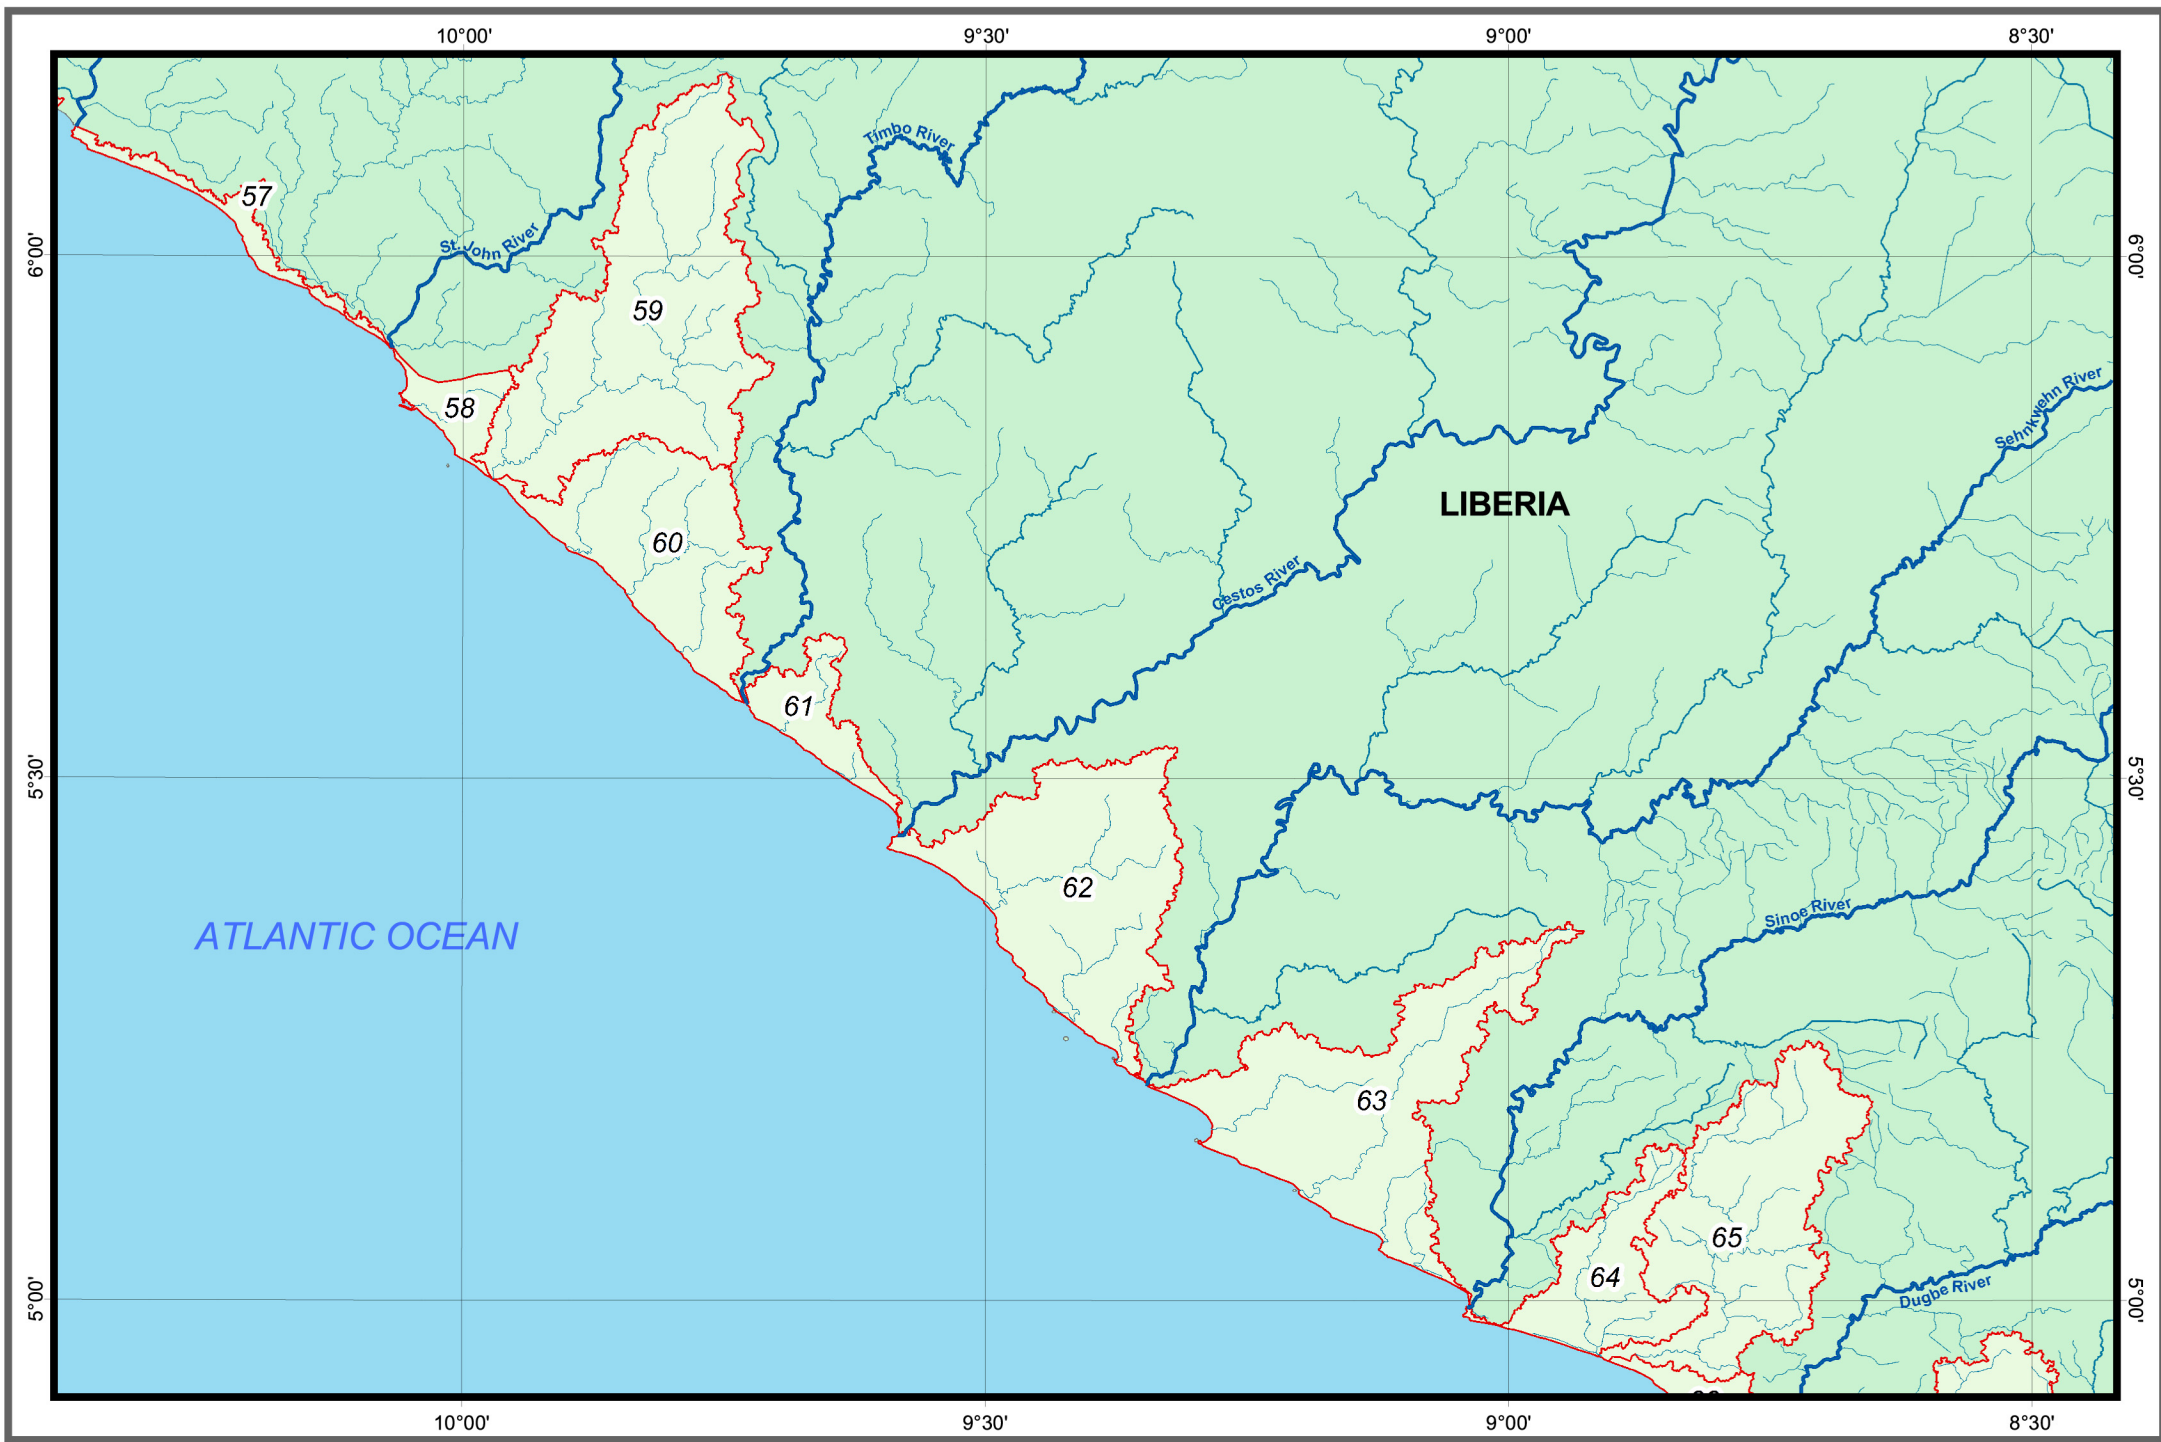 10°00'
9°30'
9°00'
8°30'
57
Timbo River
St. John River
6°00'
6°00'
59
58
Sehnkwehn River
LIBERIA
60
Cestos River
61
5°30'
5°30'
62
Sinoe River
ATLANTIC OCEAN
63
65
64
Dugbe River
5°00'
5°00'
10°00'
9°30'
9°00'
8°30'